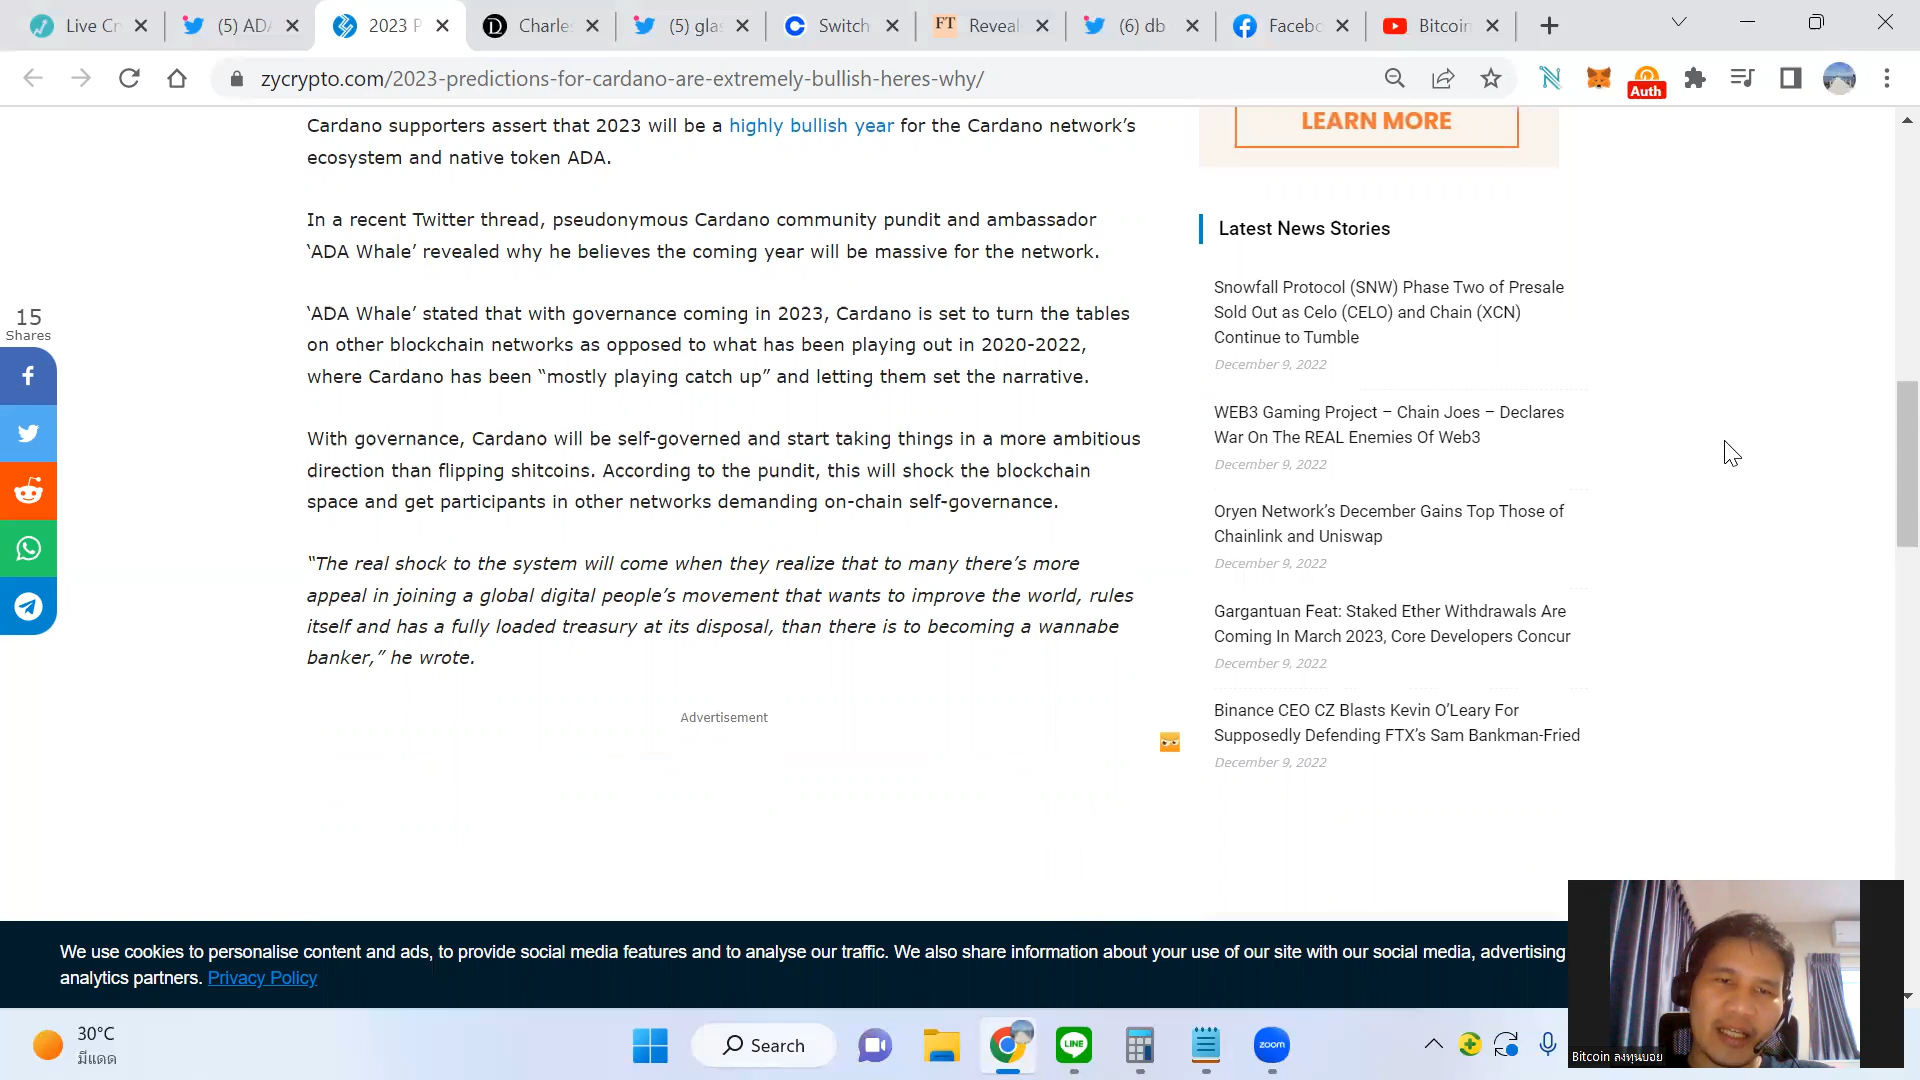 Live Cr
(5) ADA
2023 P
Charles
(5) glas
Switch
FT
Reveal
(6) db
Facebo
Bitcoin
zycrypto.com/2023-predictions-for-cardano-are-extremely-bullish-heres-why/
Auth
Cardano supporters assert that 2023 will be a highly bullish year for the Cardano network’s
ecosystem and native token ADA.
In a recent Twitter thread, pseudonymous Cardano community pundit and ambassador
‘ADA Whale’ revealed why he believes the coming year will be massive for the network.
‘ADA Whale’ stated that with governance coming in 2023, Cardano is set to turn the tables
on other blockchain networks as opposed to what has been playing out in 2020-2022,
where Cardano has been “mostly playing catch up” and letting them set the narrative.
With governance, Cardano will be self-governed and start taking things in a more ambitious
direction than flipping shitcoins. According to the pundit, this will shock the blockchain
space and get participants in other networks demanding on-chain self-governance.
“The real shock to the system will come when they realize that to many there’s more
appeal in joining a global digital people’s movement that wants to improve the world, rules
itself and has a fully loaded treasury at its disposal, than there is to becoming a wannabe
banker,” he wrote.
Advertisement
15
Shares
LEARN MORE
Latest News Stories
Snowfall Protocol (SNW) Phase Two of Presale
Sold Out as Celo (CELO) and Chain (XCN)
Continue to Tumble
December 9, 2022
WEB3 Gaming Project – Chain Joes – Declares
War On The REAL Enemies Of Web3
December 9, 2022
Oryen Network’s December Gains Top Those of
Chainlink and Uniswap
December 9, 2022
Gargantuan Feat: Staked Ether Withdrawals Are
Coming In March 2023, Core Developers Concur
December 9, 2022
Binance CEO CZ Blasts Kevin O’Leary For
Supposedly Defending FTX’s Sam Bankman-Fried
December 9, 2022
We use cookies to personalise content and ads, to provide social media features and to analyse our traffic. We also share information about your use of our site with our social media, advertising
analytics partners. Privacy Policy
30°C
มีแดด
Search
LINE
zoom
Bitcoin ลงทุนบอย